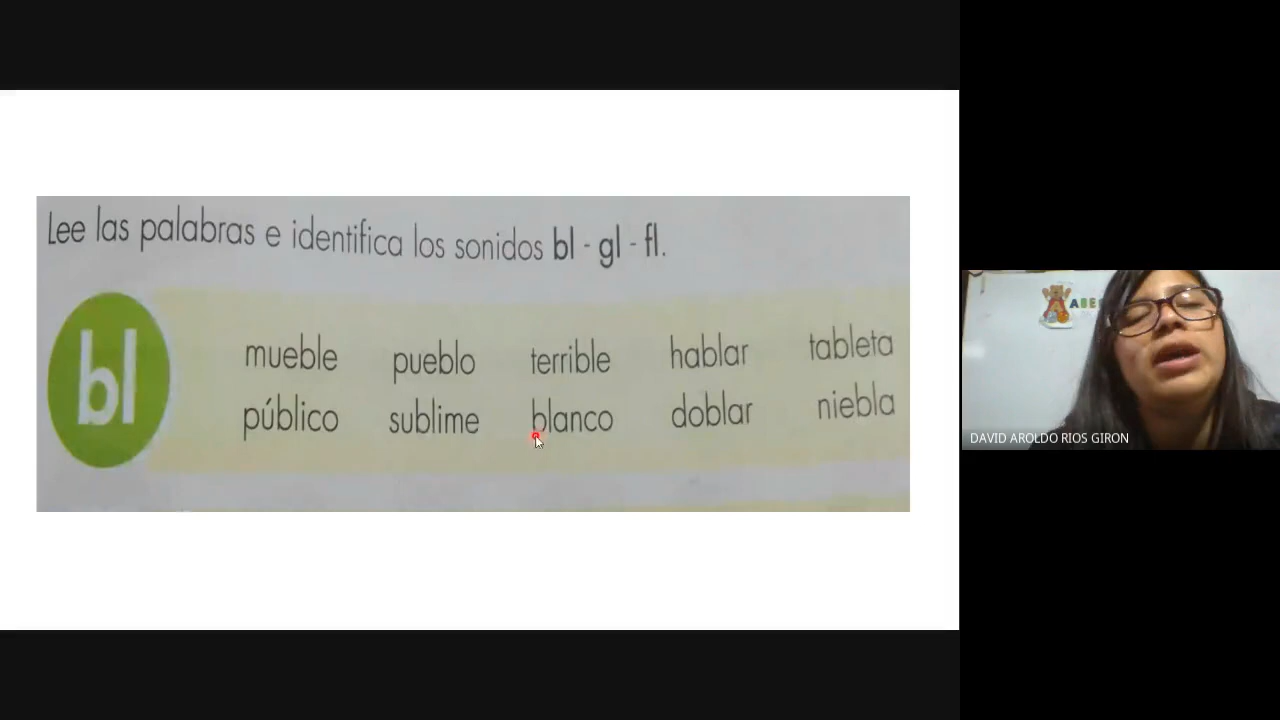 Lee las palabras e identifica los sonidos bl - gl - fl.
bl
mueble pueblo terrible hablar tableta
público sublime blanco doblar niebla
DAVID AROLDO RIOS GIRON